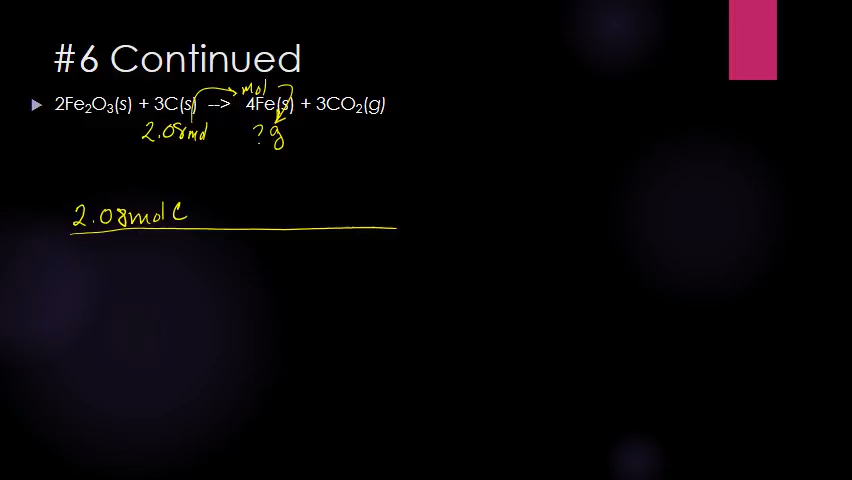 #6 Continued
mol
2Fe₂O₃(s) + 3C(s) --> 4Fe(s) + 3CO₂(g)
2.08mol ? g
2.08mol C